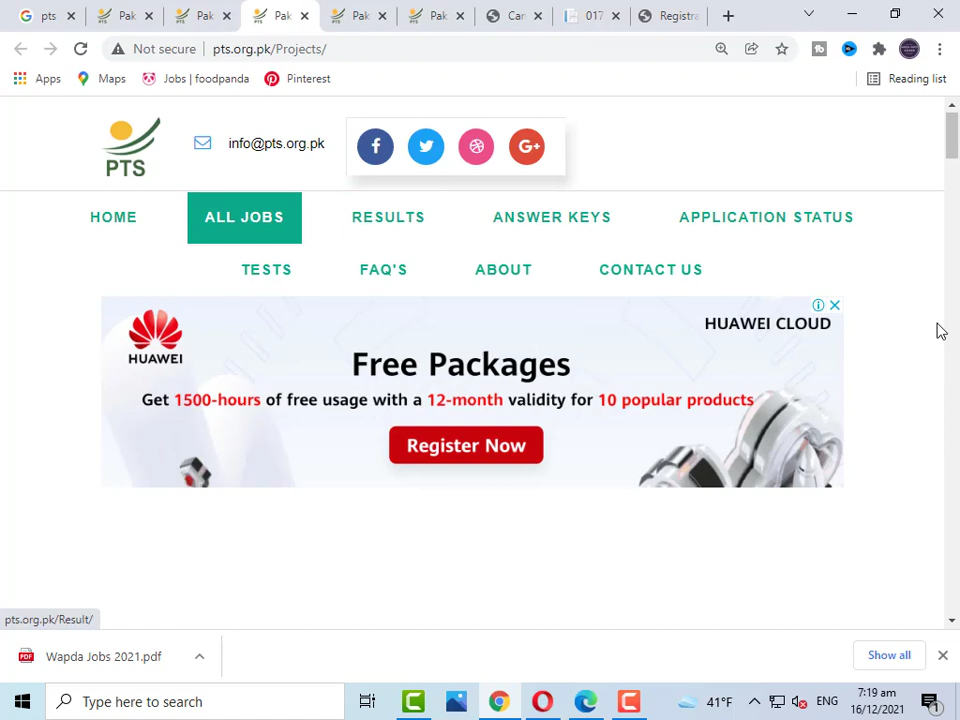 pts
Pak
Pak
Pak
Pak
Pak
Car
017
Registra
Not secure
pts.org.pk/Projects/
Apps
Maps
Jobs | foodpanda
Pinterest
Reading list
PTS
info@pts.org.pk
f
G+
HOME
ALL JOBS
RESULTS
ANSWER KEYS
APPLICATION STATUS
TESTS
FAQ'S
ABOUT
CONTACT US
HUAWEI
HUAWEI CLOUD
Free Packages
Get 1500-hours of free usage with a 12-month validity for 10 popular products
Register Now
pts.org.pk/Result/
PDF
Wapda Jobs 2021.pdf
Show all
Type here to search
41°F
ENG
7:19 am
16/12/2021
1